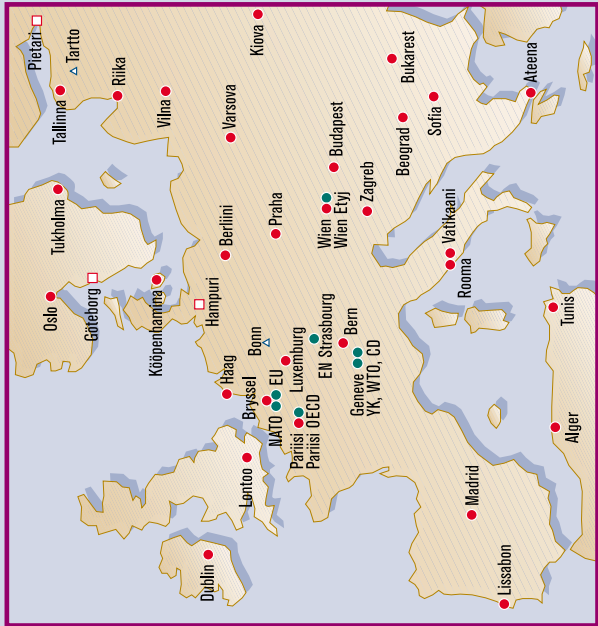 Pietari
Tartto
Tallinna
Riika
Vilna
Kiova
Varsova
Bukarest
Ateena
Sofia
Beograd
Budapest
Zagreb
Wien
Wien Etyj
Praha
Berliini
Tukholma
Oslo
Göteborg
Kööpenhamina
Hampuri
Vatikaani
Rooma
Bonn
Haag
Bryssel
NATO
EU
Luxemburg
EN Strasbourg
Bern
Geneve
YK, WTO, CD
Pariisi
Pariisi OECD
Lontoo
Dublin
Madrid
Lissabon
Alger
Tunis